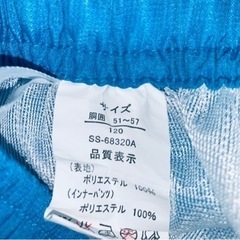 サイズ
胴囲 51~57
120
SS-68320A
品質表示
(表地)
ポリエステル 100%
(インナーパンツ)
ポリエステル 100%